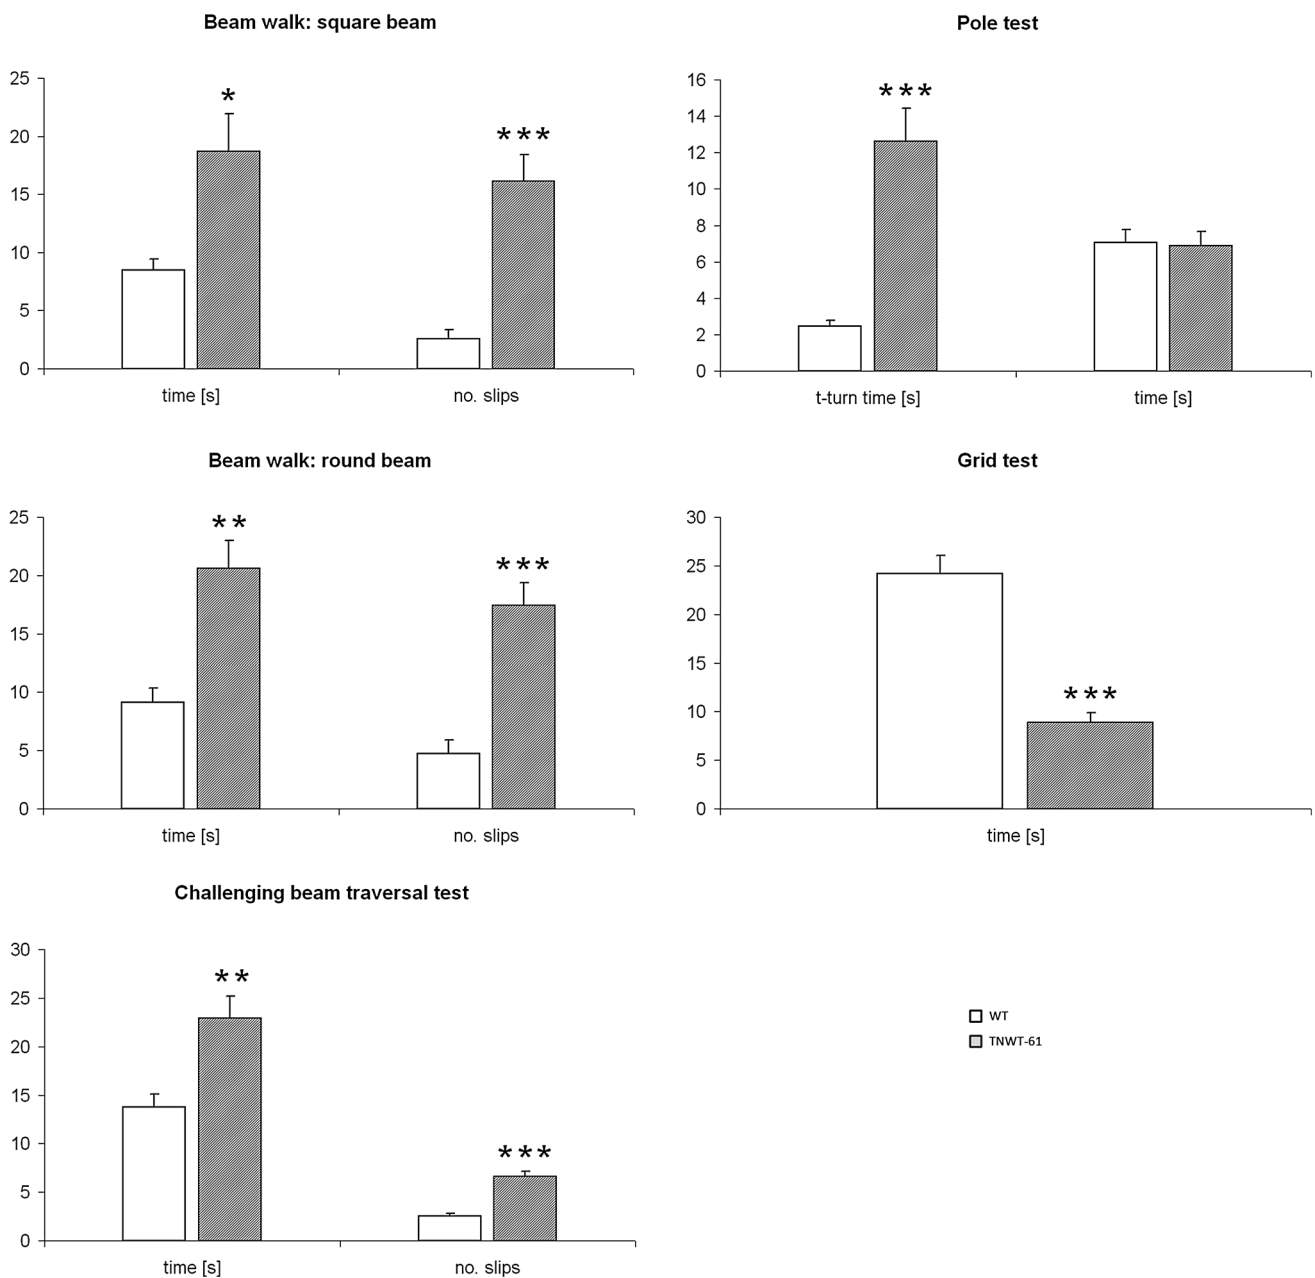 Beam walk: square beam
25
20
15
10
5
0
*
***
time [s]
no. slips
Pole test
16
14
12
10
8
6
4
2
0
***
t-turn time [s]
time [s]
Beam walk: round beam
25
20
15
10
5
0
**
***
time [s]
no. slips
Grid test
30
25
20
15
10
5
0
***
time [s]
Challenging beam traversal test
30
25
20
15
10
5
0
**
***
time [s]
no. slips
WT
TNWT-61